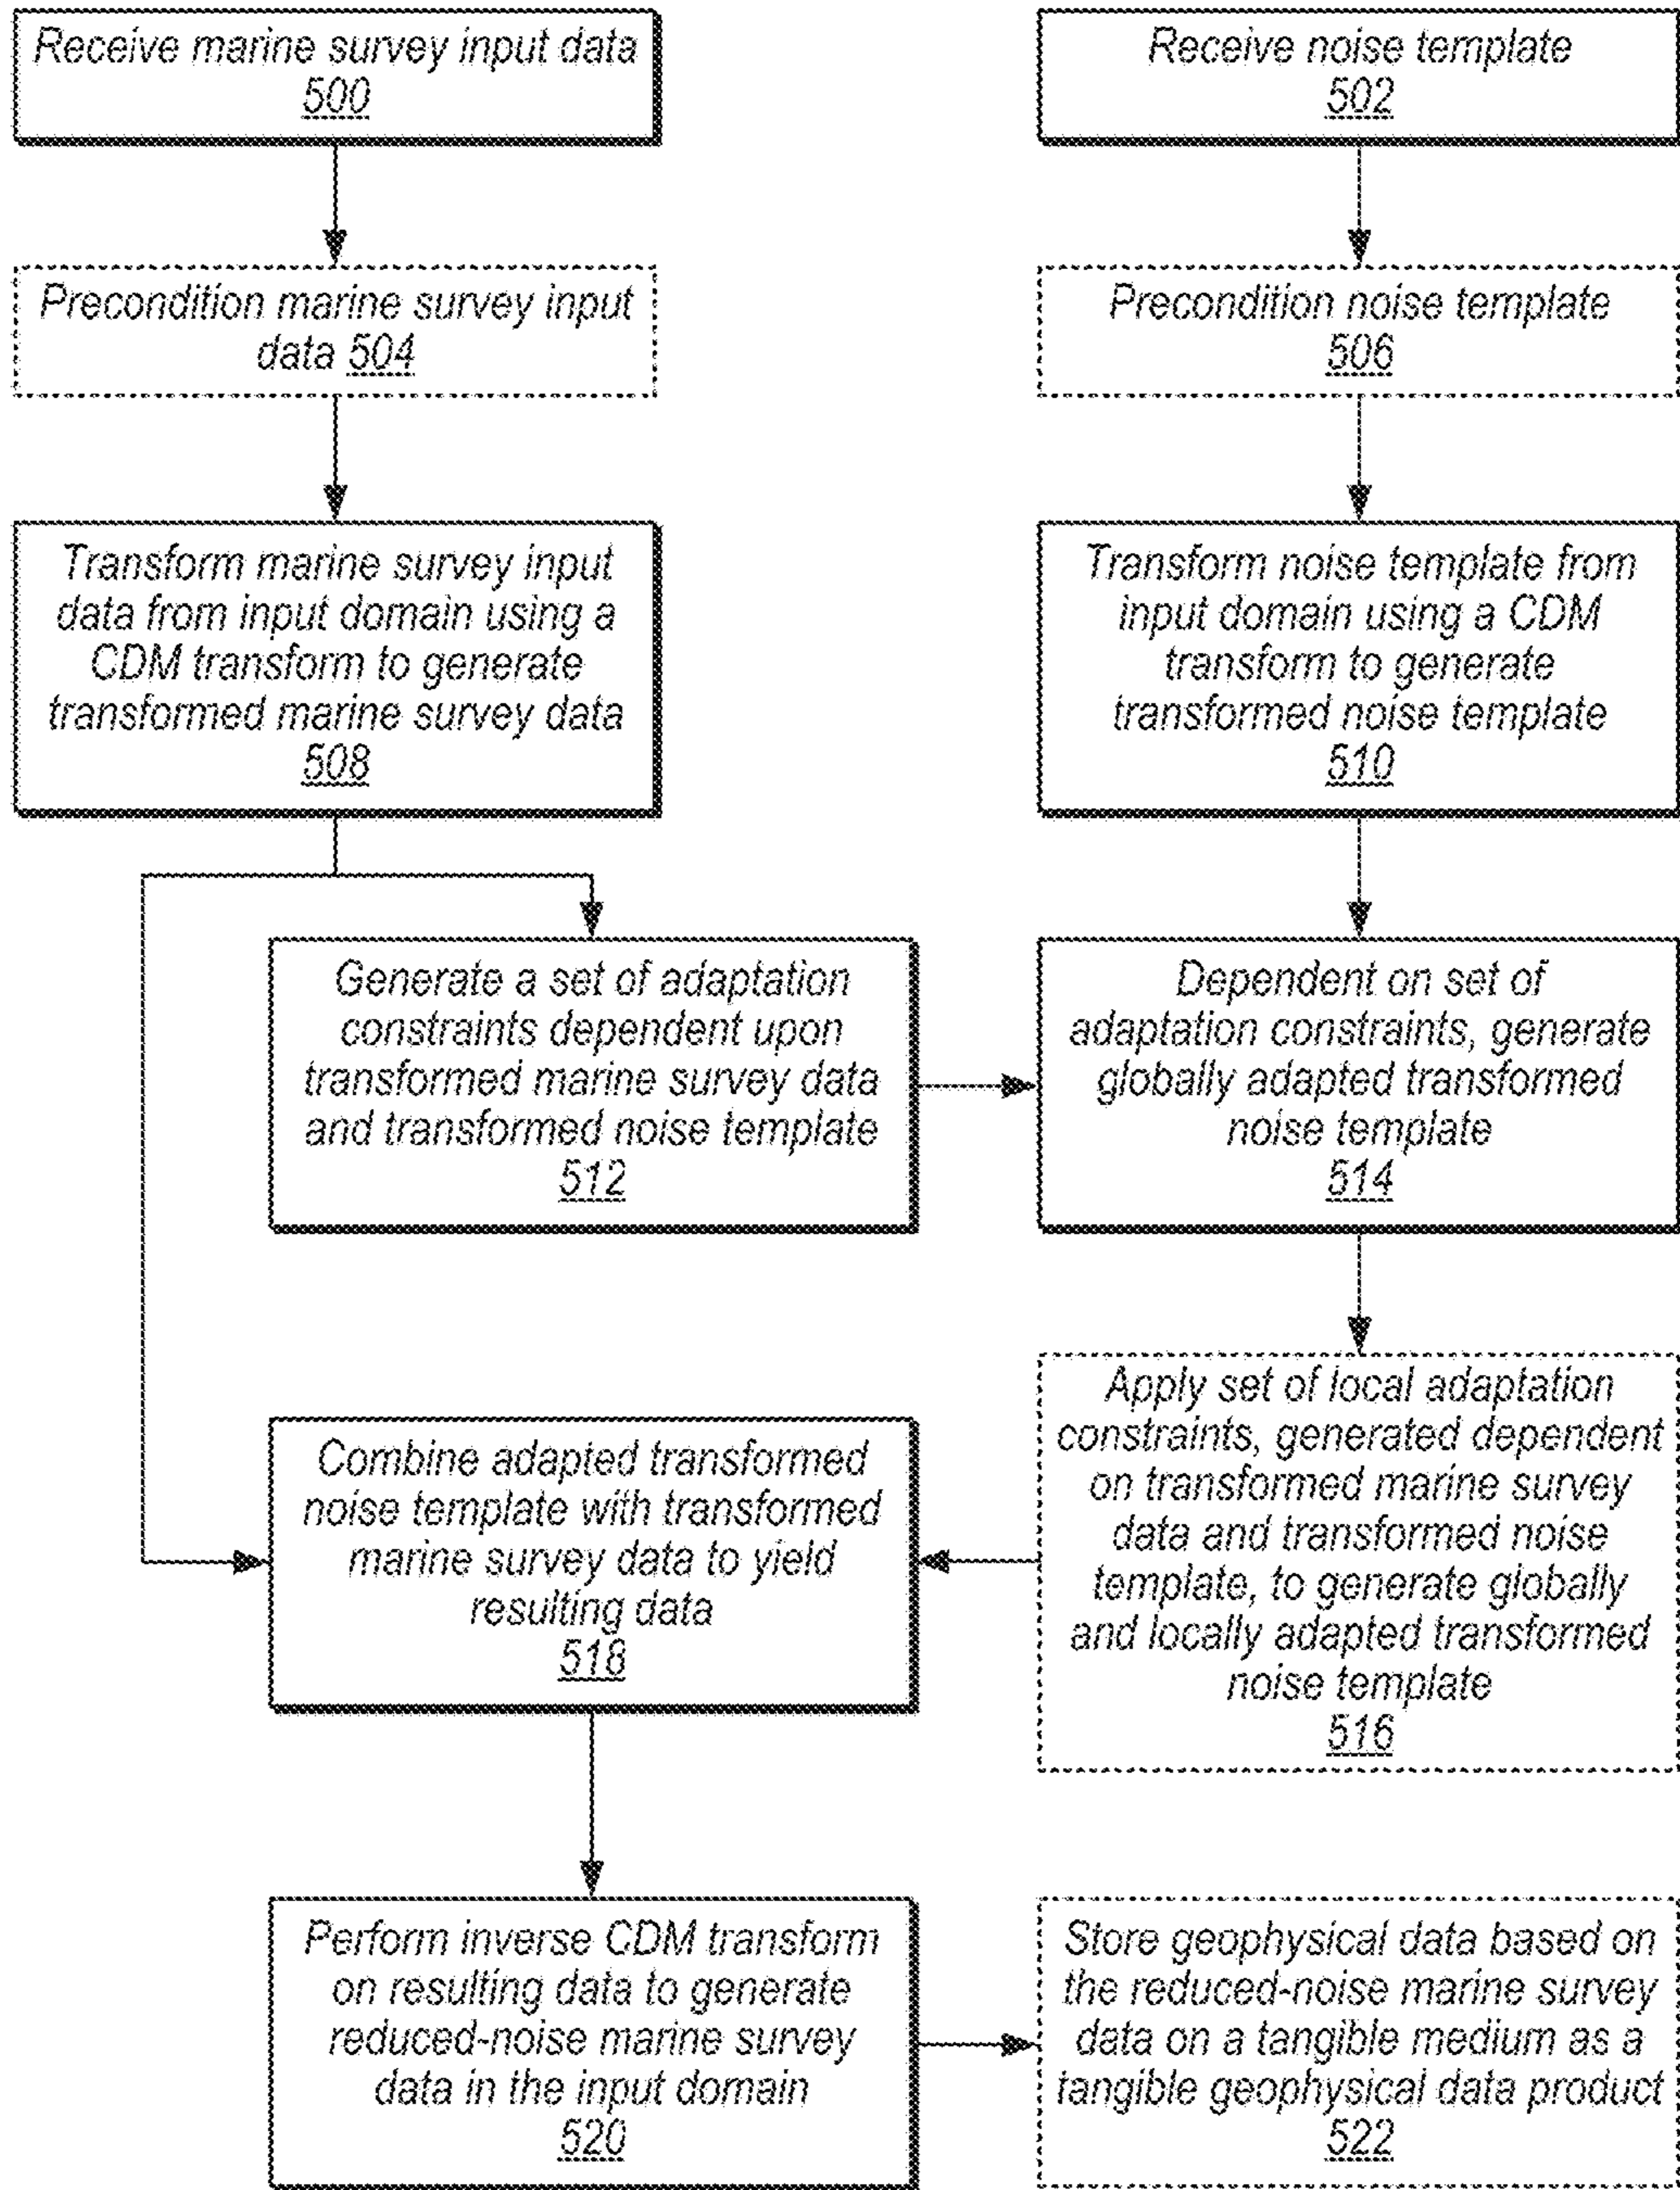 Receive marine survey input data
500
Receive noise template
502
Precondition marine survey input
data 504
Precondition noise template
506
Transform marine survey input
data from input domain using a
CDM transform to generate
transformed marine survey data
508
Transform noise template from
input domain using a CDM
transform to generate
transformed noise template
510
Generate a set of adaptation
constraints dependent upon
transformed marine survey data
and transformed noise template
512
Dependent on set of
adaptation constraints, generate
globally adapted transformed
noise template
514
Apply set of local adaptation
constraints, generated dependent
on transformed marine survey
data and transformed noise
template, to generate globally
and locally adapted transformed
noise template
516
Combine adapted transformed
noise template with transformed
marine survey data to yield
resulting data
518
Perform inverse CDM transform
on resulting data to generate
reduced-noise marine survey
data in the input domain
520
Store geophysical data based on
the reduced-noise marine survey
data on a tangible medium as a
tangible geophysical data product
522